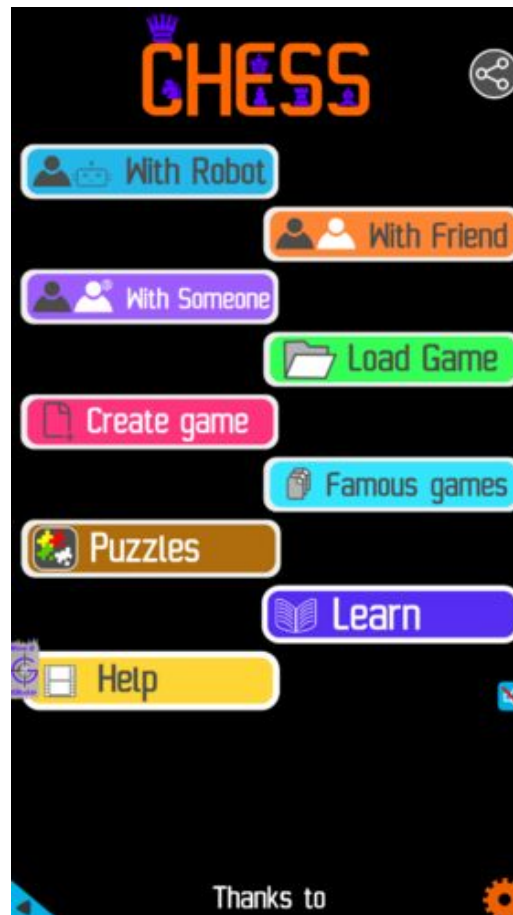 CHESS
With Robot
With Friend
With Someone
Load Game
Create game
Famous games
Puzzles
Learn
Help
Thanks to